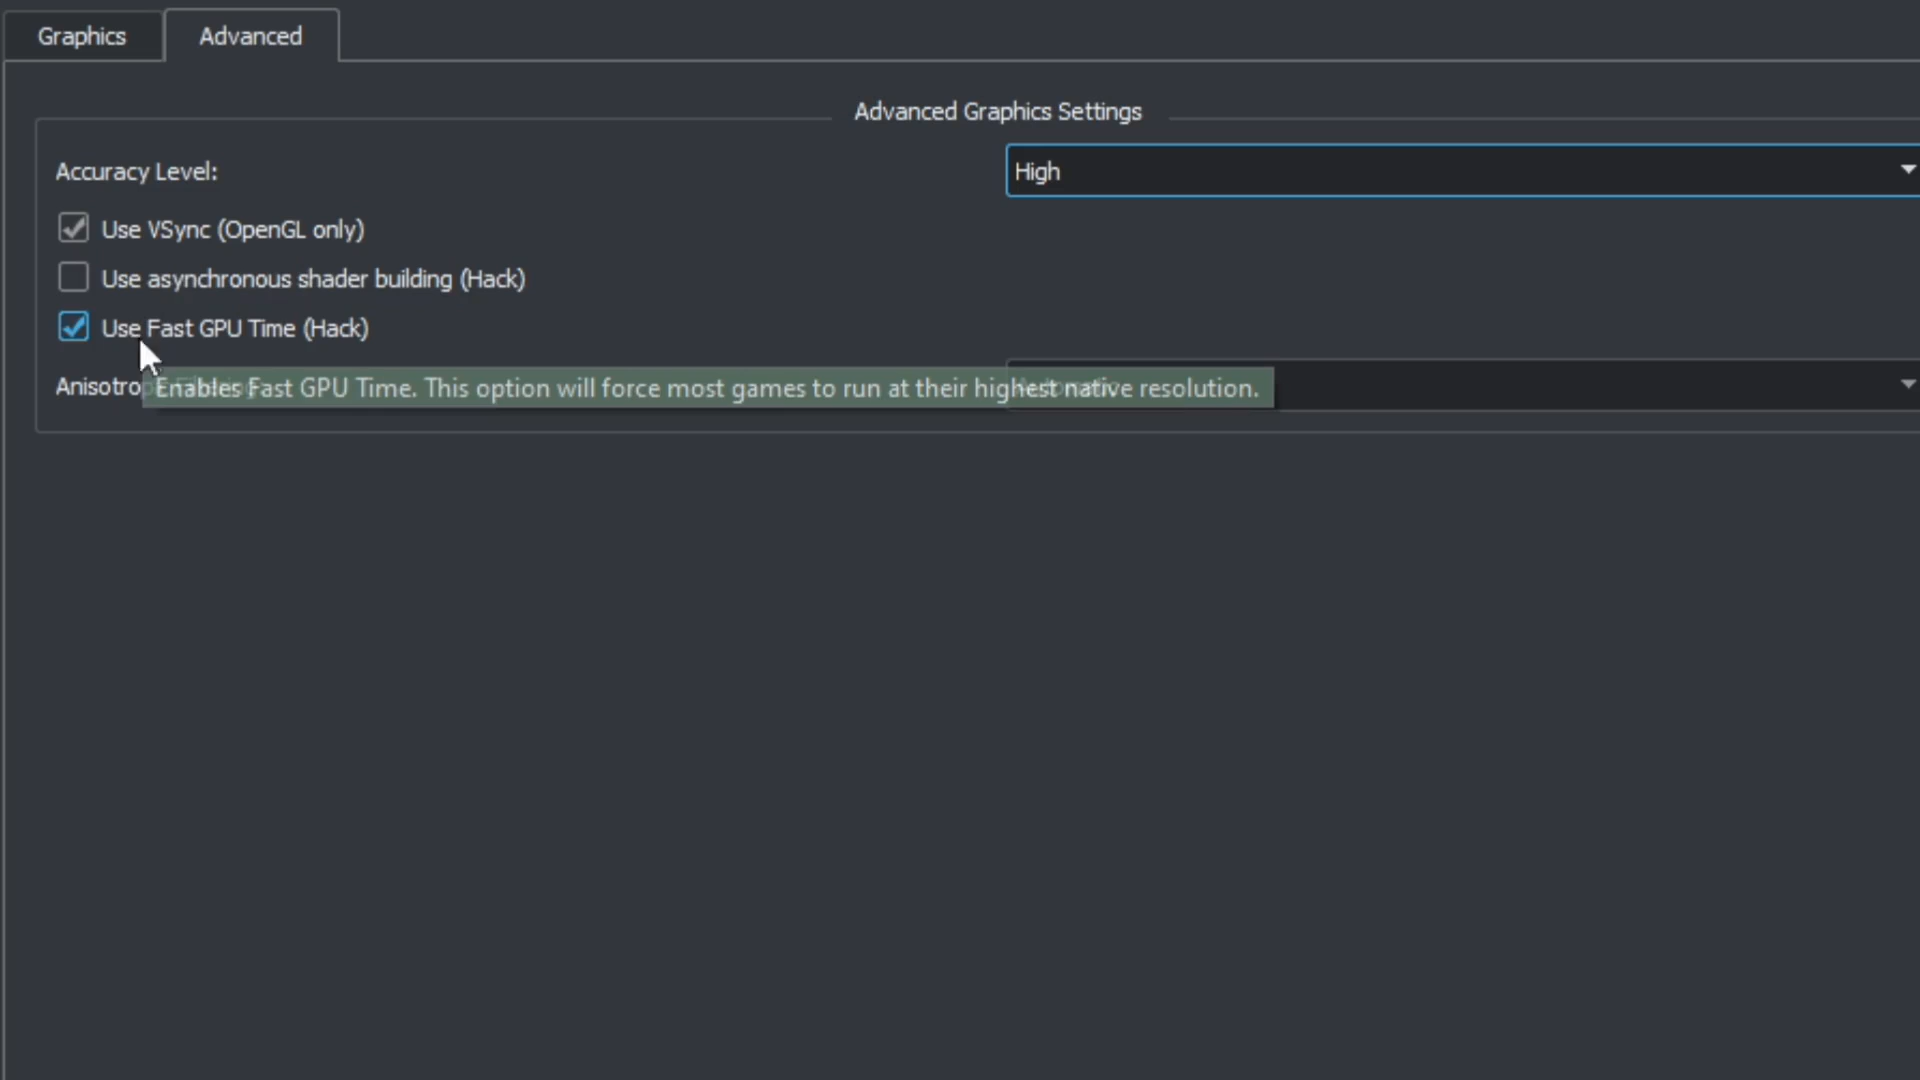 Graphics Advanced
Advanced Graphics Settings
Accuracy Level: High
Use VSync (OpenGL only)
Use asynchronous shader building (Hack)
Use Fast GPU Time (Hack)
Anisotrop
Enables Fast GPU Time. This option will force most games to run at their highest native resolution.